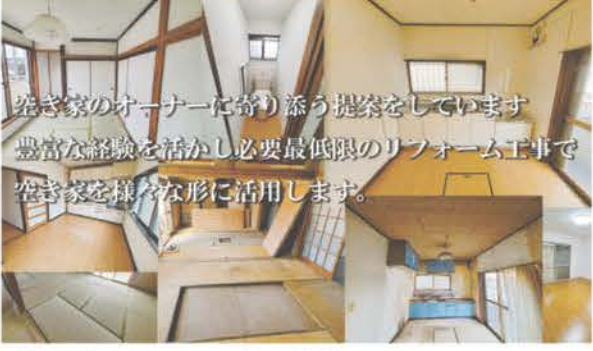 空き家のオーナーに寄り添う提案をしています
豊富な経験を活かし必要最低限のリフォーム工事で
空き家を様々な形に活用します。